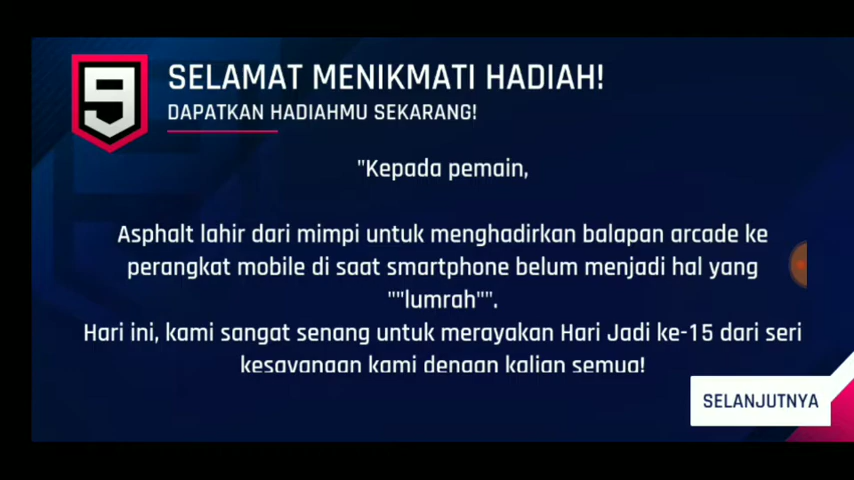 9
SELAMAT MENIKMATI HADIAH!
DAPATKAN HADIAHMU SEKARANG!
"Kepada pemain,
Asphalt lahir dari mimpi untuk menghadirkan balapan arcade ke
perangkat mobile di saat smartphone belum menjadi hal yang
""lumrah"".
Hari ini, kami sangat senang untuk merayakan Hari Jadi ke-15 dari seri
kesayangan kami dengan kalian semua!
SELANJUTNYA